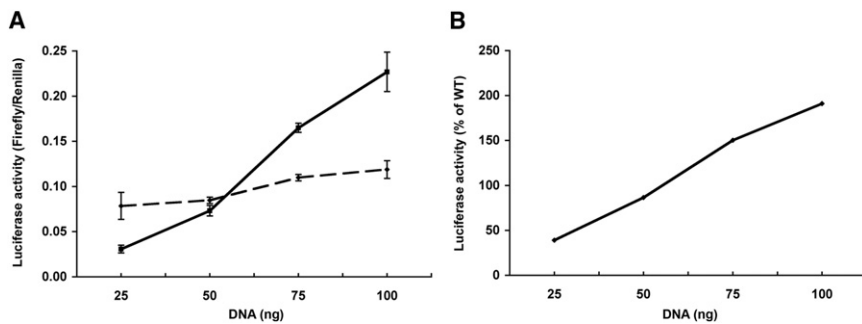 A
Luciferase activity (Firefly/Renilla)
0.25
0.20
0.15
0.10
0.05
0.00
25 50 75 100
DNA (ng)
B
Luciferase activity (% of WT)
250
200
150
100
50
0
25 50 75 100
DNA (ng)